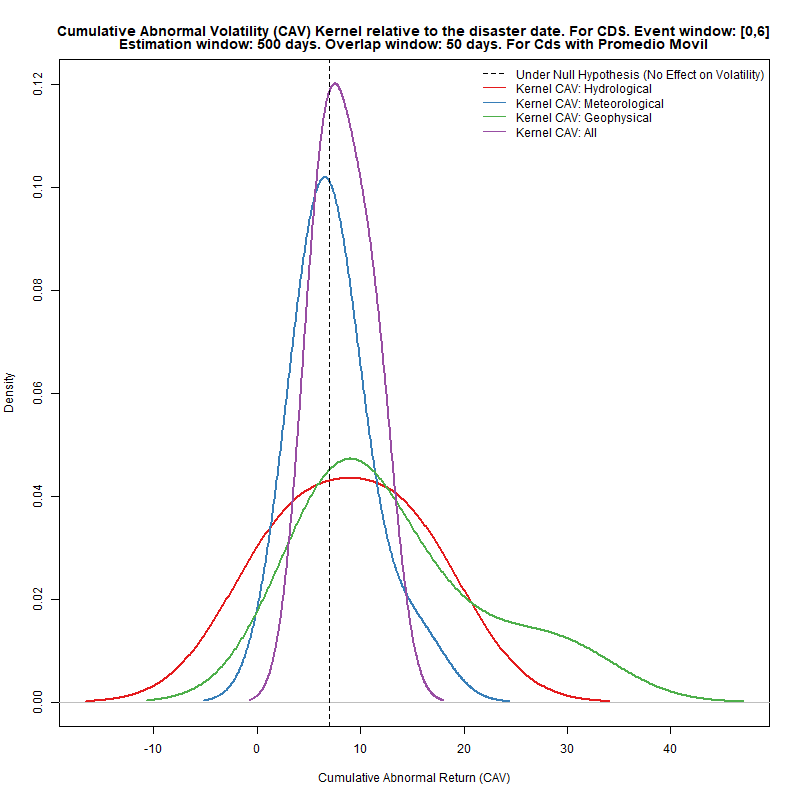 Cumulative Abnormal Volatility (CAV) Kernel relative to the disaster date. For CDS. Event window: [0,6]
Estimation window: 500 days. Overlap window: 50 days. For Cds with Promedio Movil
Under Null Hypothesis (No Effect on Volatility)
Kernel CAV: Hydrological
Kernel CAV: Meteorological
Kernel CAV: Geophysical
Kernel CAV: All
0.12
0.10
0.08
0.06
0.04
0.02
0.00
Density
-10 0 10 20 30 40
Cumulative Abnormal Return (CAV)